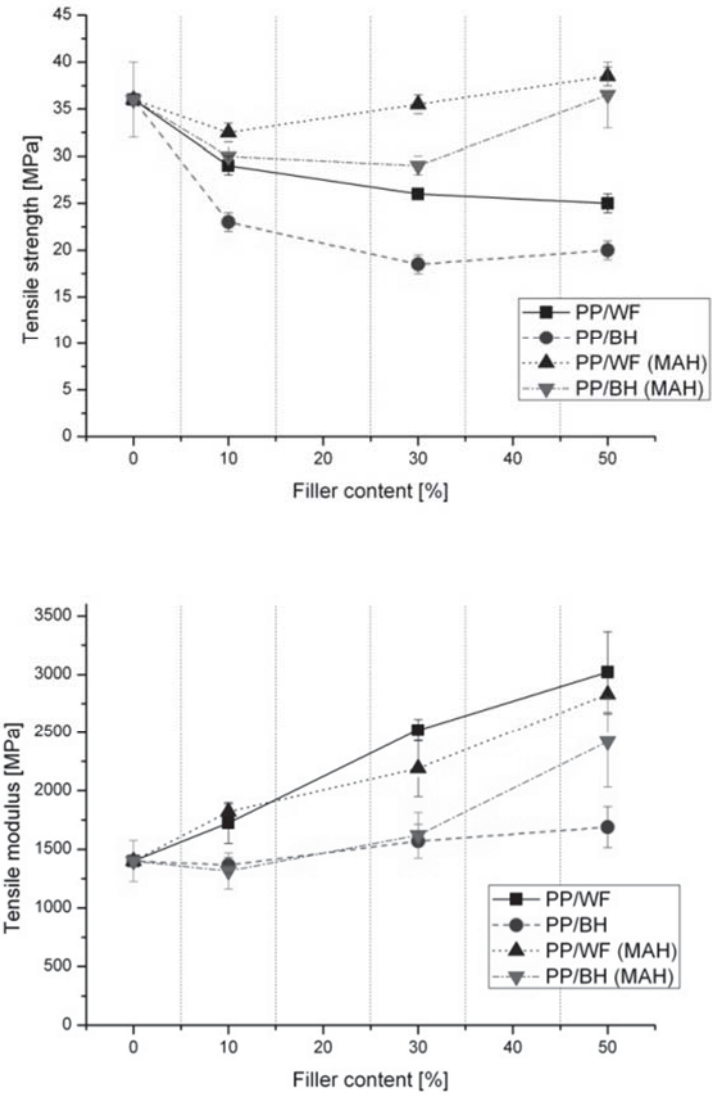 45
40
35
30
25
20
15
10
5
0
Tensile strength [MPa]
PP/WF
PP/BH
PP/WF (MAH)
PP/BH (MAH)
0 10 20 30 40 50
Filler content [%]
3500
3000
2500
2000
1500
1000
500
0
Tensile modulus [MPa]
PP/WF
PP/BH
PP/WF (MAH)
PP/BH (MAH)
0 10 20 30 40 50
Filler content [%]